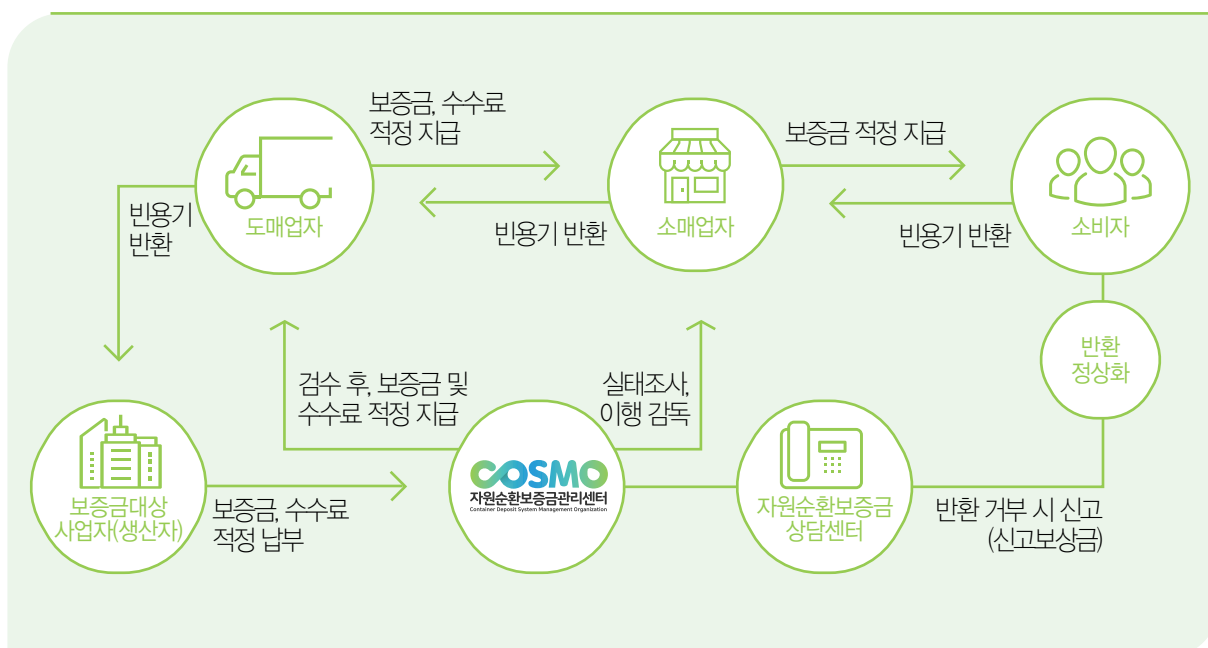 보증금, 수수료
적정 지급
보증금 적정 지급
도매업자
소매업자
소비자
빈용기
반환
빈용기 반환
빈용기 반환
반환
정상화
검수 후, 보증금 및
수수료 적정 지급
실태조사,
이행 감독
보증금대상
사업자(생산자)
보증금, 수수료
적정 납부
COSMO
자원순환보증금관리센터
Container Deposit System Management Organization
자원순환보증금
상담센터
반환 거부 시 신고
(신고보상금)